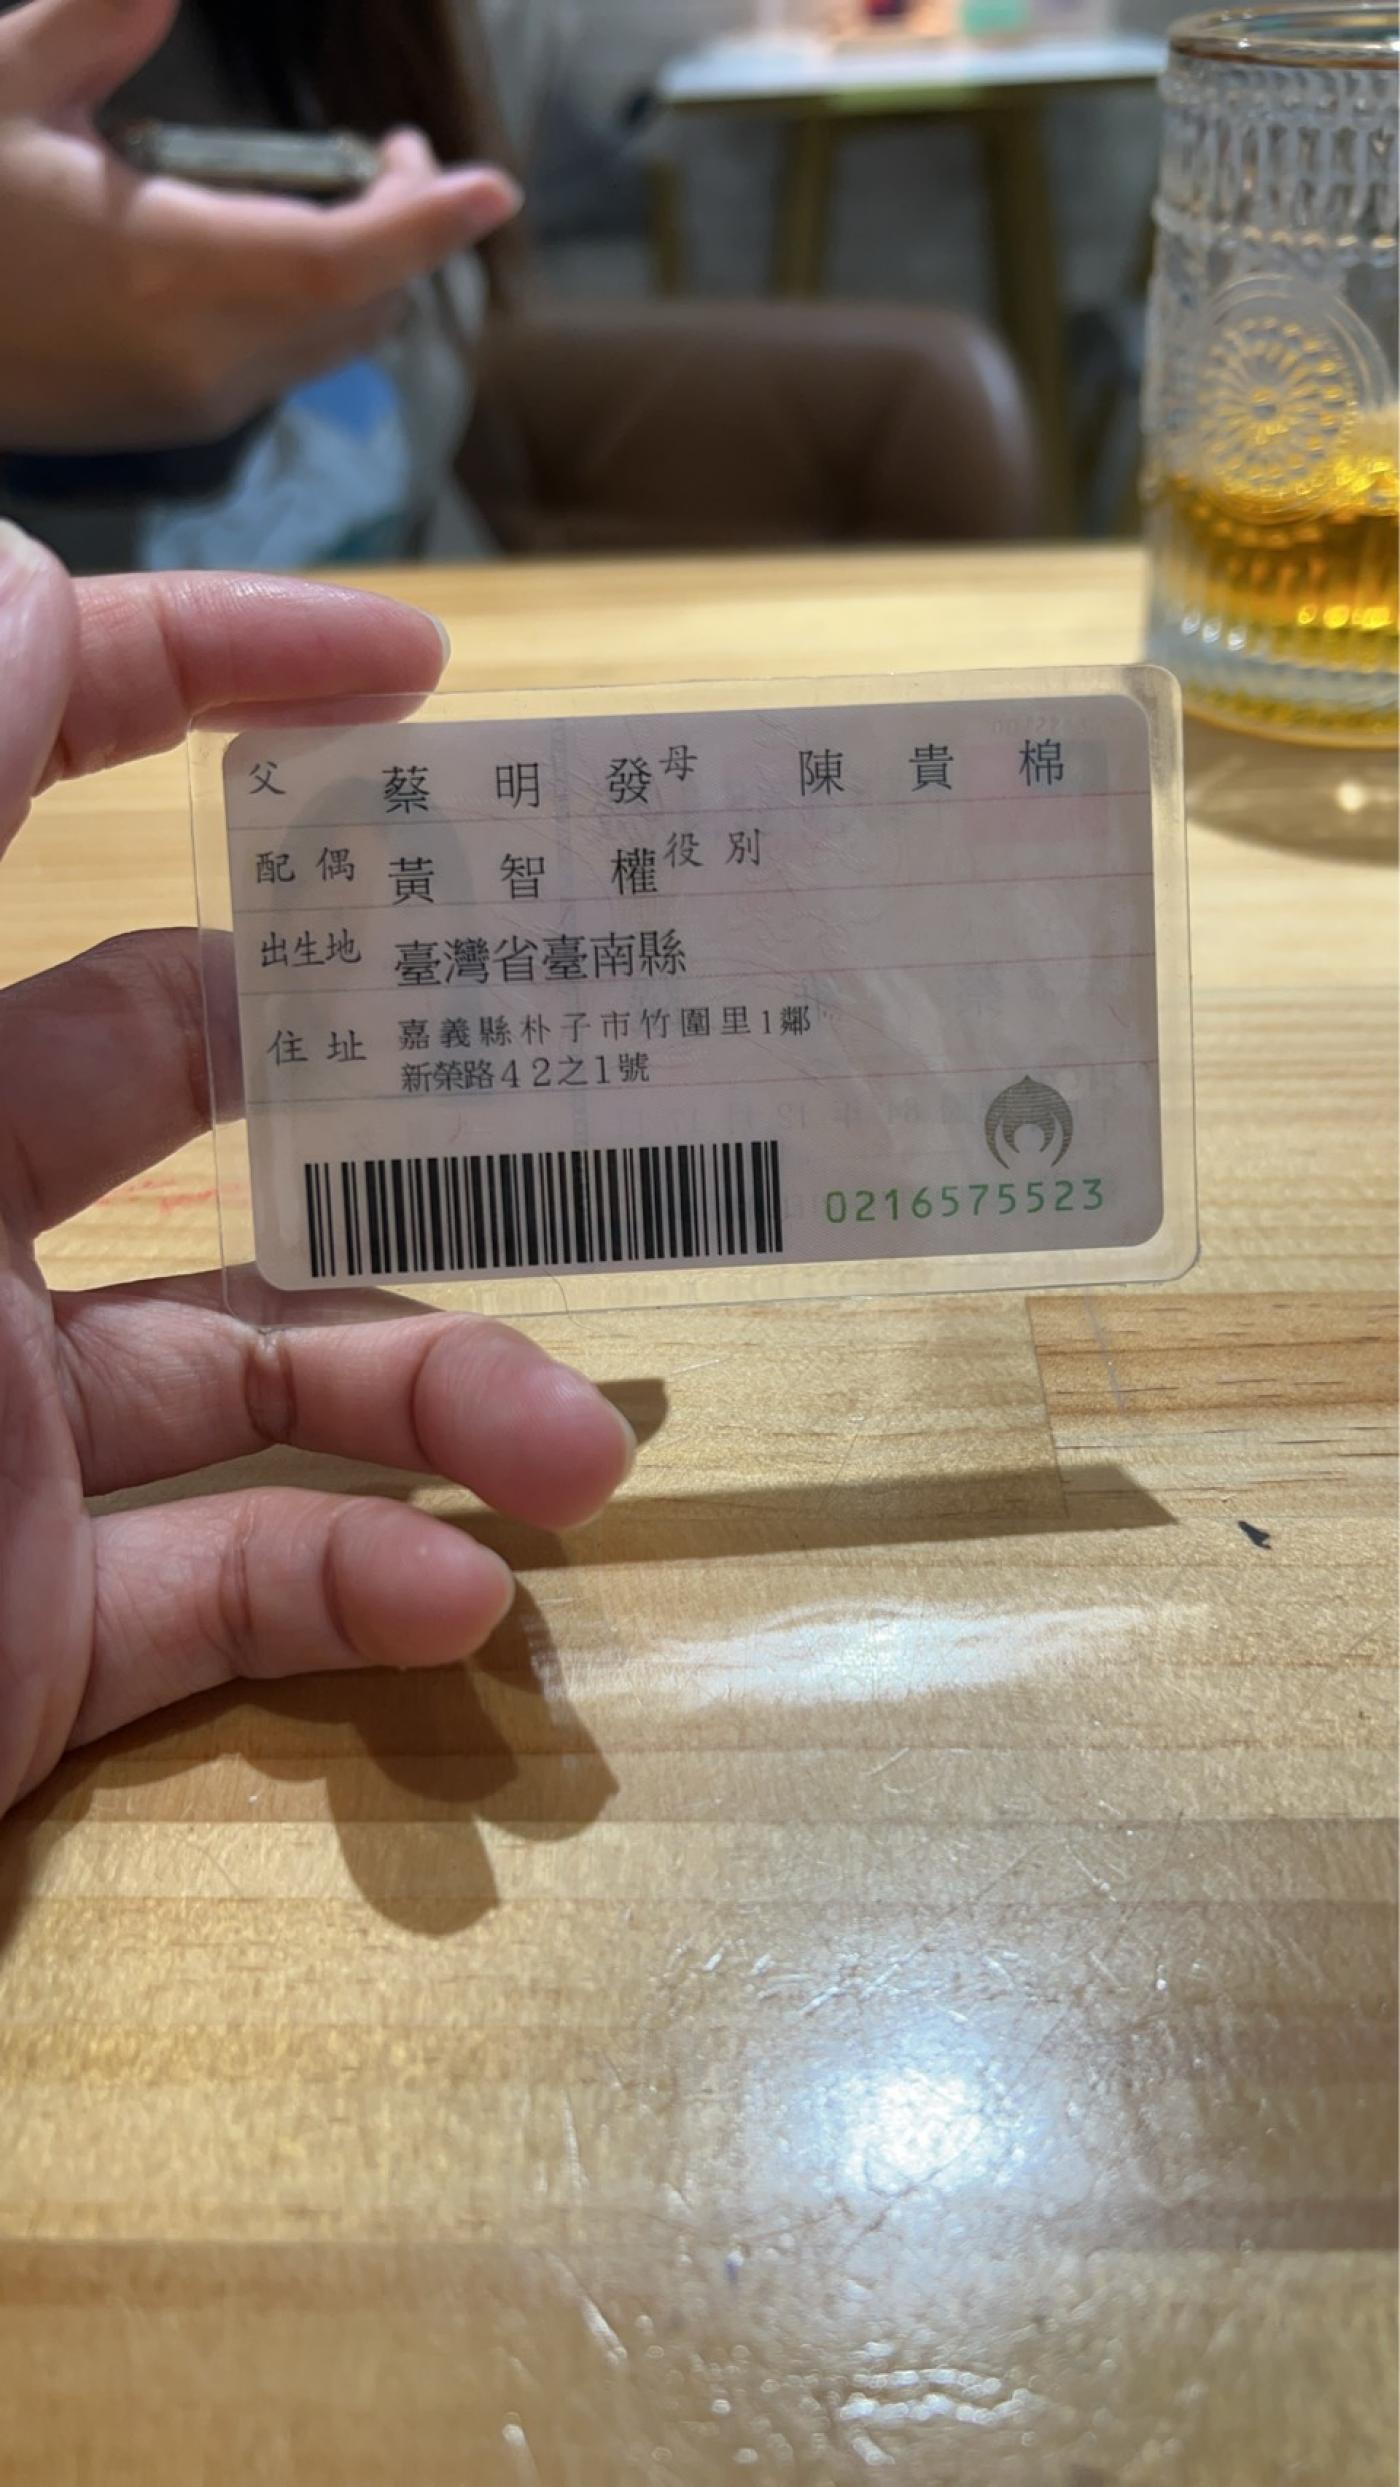 父 蔡明發 母 陳貴棉
配偶 黃智權 役別
出生地 臺灣省臺南縣
住址 嘉義縣朴子市竹圍里1鄰
新榮路42之1號
0216575523